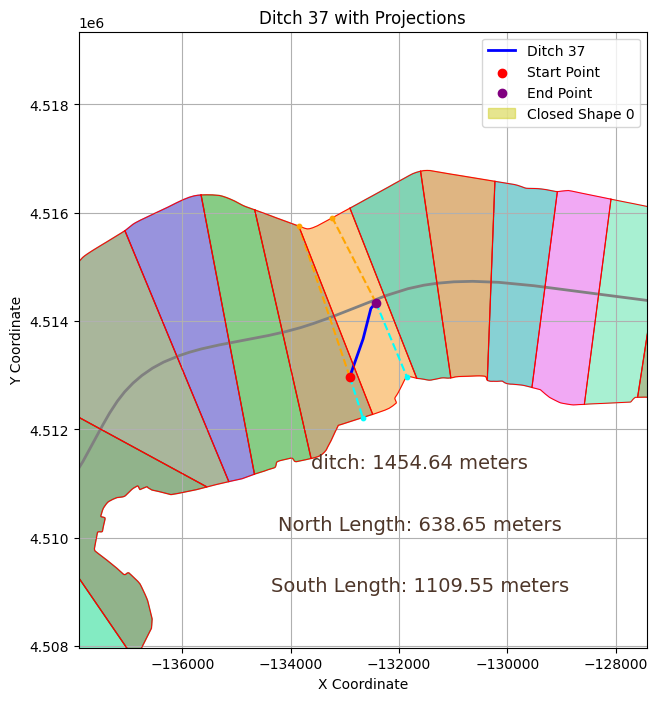 Ditch 37 with Projections
1e6
Ditch 37
Start Point
End Point
Closed Shape 0
4.518
4.516
4.514
4.512
4.510
4.508
Y Coordinate
ditch: 1454.64 meters
North Length: 638.65 meters
South Length: 1109.55 meters
−136000 −134000 −132000 −130000 −128000
X Coordinate